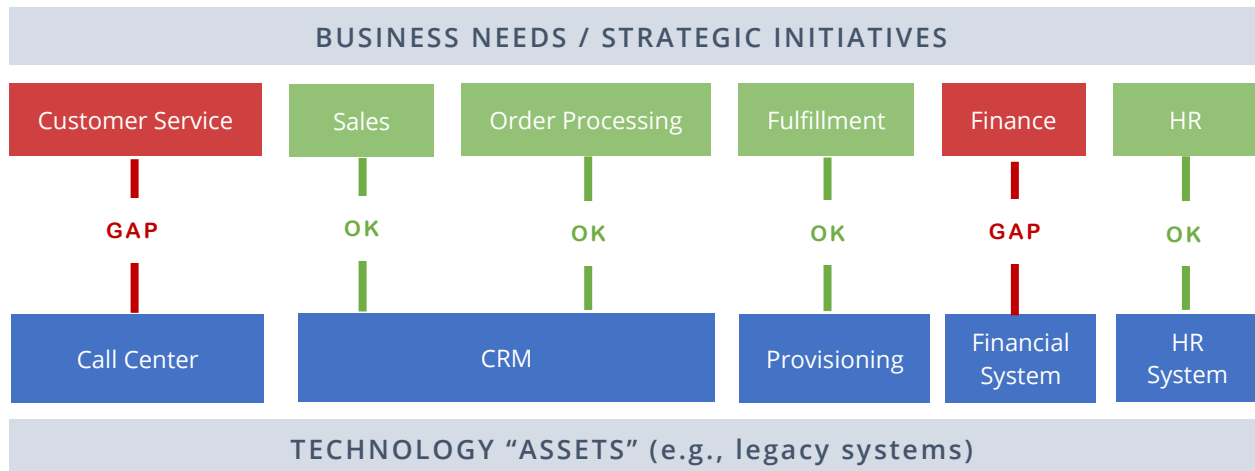 BUSINESS NEEDS / STRATEGIC INITIATIVES
Customer Service
Sales
Order Processing
Fulfillment
Finance
HR
GAP
OK
OK
OK
GAP
OK
Call Center
CRM
Provisioning
Financial
System
HR
System
TECHNOLOGY “ASSETS” (e.g., legacy systems)